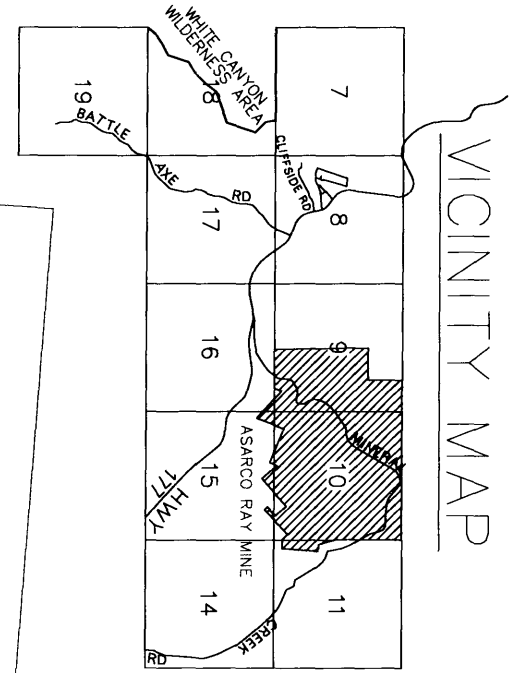 VICINITY MAP
7
8
9
10
11
WHITE CANYON
WILDERNESS AREA
18
17
16
15
14
19
CLIFFSIDE RD
BATTLE
AXE
RD
MINERAL
CREEK
RD
ASARCO RAY MINE
HWY
177